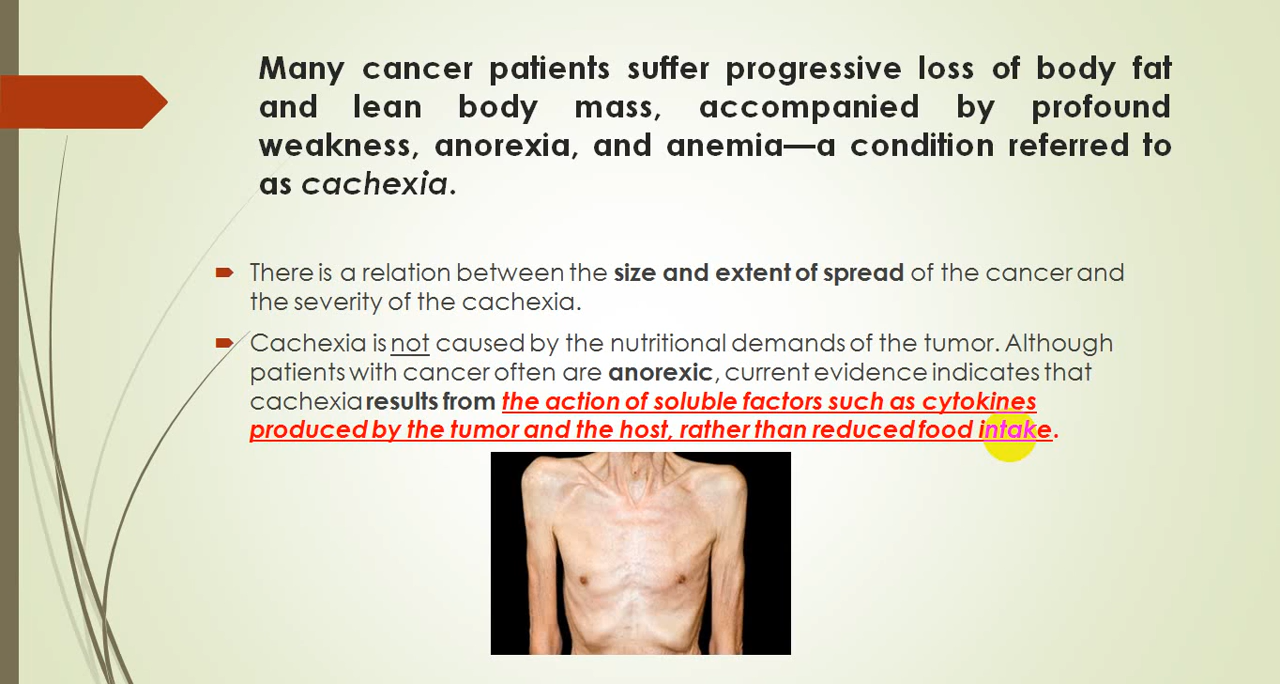 Many cancer patients suffer progressive loss of body fat
and lean body mass, accompanied by profound
weakness, anorexia, and anemia—a condition referred to
as cachexia.
There is a relation between the size and extent of spread of the cancer and
the severity of the cachexia.
Cachexia is not caused by the nutritional demands of the tumor. Although
patients with cancer often are anorexic, current evidence indicates that
cachexia results from the action of soluble factors such as cytokines
produced by the tumor and the host, rather than reduced food intake.